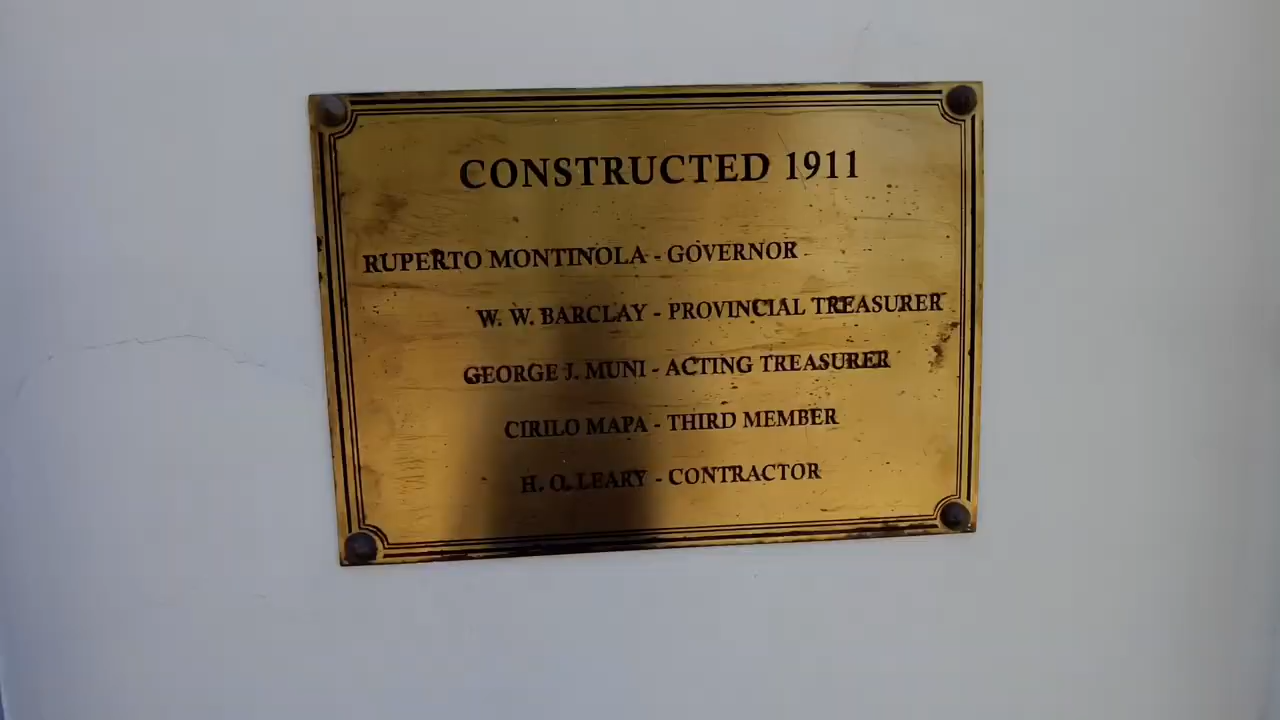 CONSTRUCTED 1911
RUPERTO MONTINOLA - GOVERNOR
W. W. BARCLAY - PROVINCIAL TREASURER
GEORGE J. MUNI - ACTING TREASURER
CIRILO MAPA - THIRD MEMBER
H. O. LEARY - CONTRACTOR